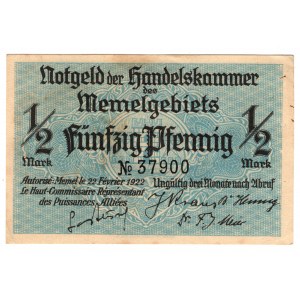 Notgeld der Handelskammer
des
Memelgebiets
1/2 Mark
Fünfzig Pfennig
1/2 Mark
№ 37900
Autorisé-Memel le 22 Février 1922
Le Haut-Commissaire Représentant
des Puissances Alliées
Ungültig drei Monate nach Abruf